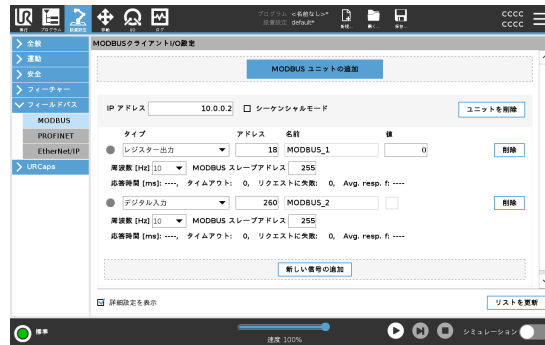 UR
実行 プログラム 設置設定 移動 I/O ログ
プログラム <名前なし>*
設置設定 default*
新規... 開く... 保存...
CCCC
CCCC
全般
運動
安全
フィーチャー
フィールドバス
MODBUS
PROFINET
EtherNet/IP
URCaps
MODBUSクライアントI/O設定
MODBUS ユニットの追加
IP アドレス 10.0.0.2 シーケンシャルモード ユニットを削除
タイプ アドレス 名前 値
レジスター出力 18 MODBUS_1 0 削除
周波数 [Hz] 10 MODBUS スレーブアドレス 255
応答時間 [ms]: ----, タイムアウト: 0, リクエストに失敗: 0, Avg. resp. f: ----
デジタル入力 260 MODBUS_2 削除
周波数 [Hz] 10 MODBUS スレーブアドレス 255
応答時間 [ms]: ----, タイムアウト: 0, リクエストに失敗: 0, Avg. resp. f: ----
新しい信号の追加
詳細設定を表示 リストを更新
標準
速度 100%
シミュレーション